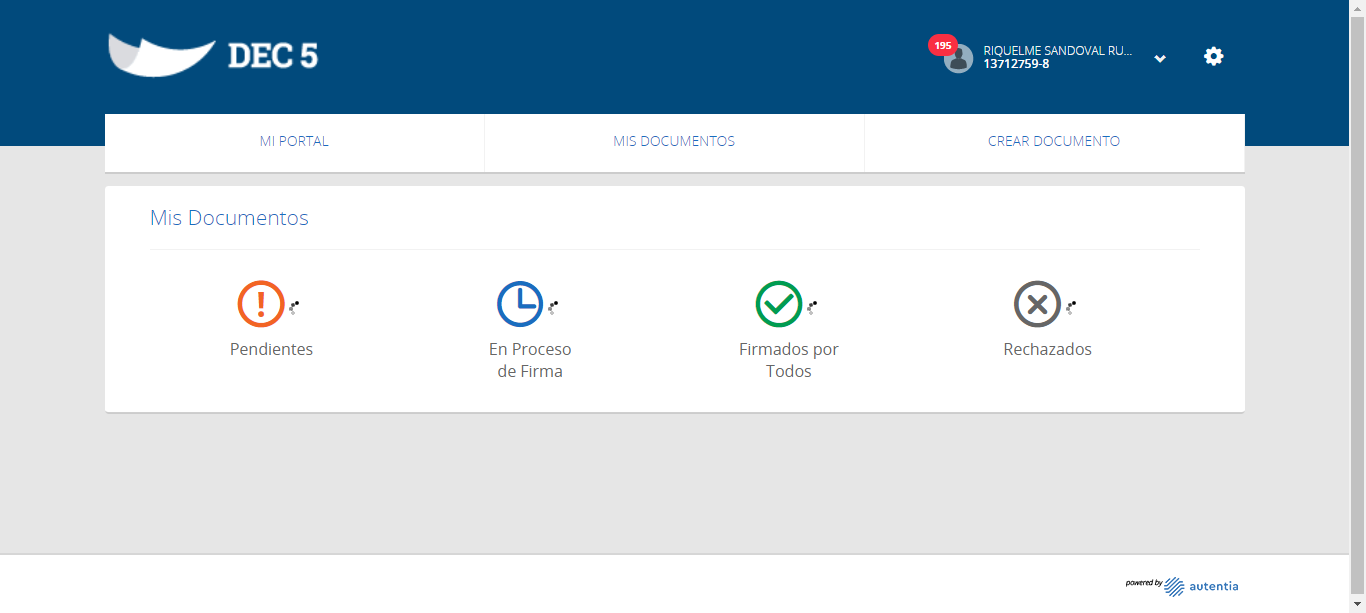 DEC 5
195
RIQUELME SANDOVAL RU...
13712759-8
MI PORTAL
MIS DOCUMENTOS
CREAR DOCUMENTO
Mis Documentos
Pendientes
En Proceso
de Firma
Firmados por
Todos
Rechazados
powered by autentia